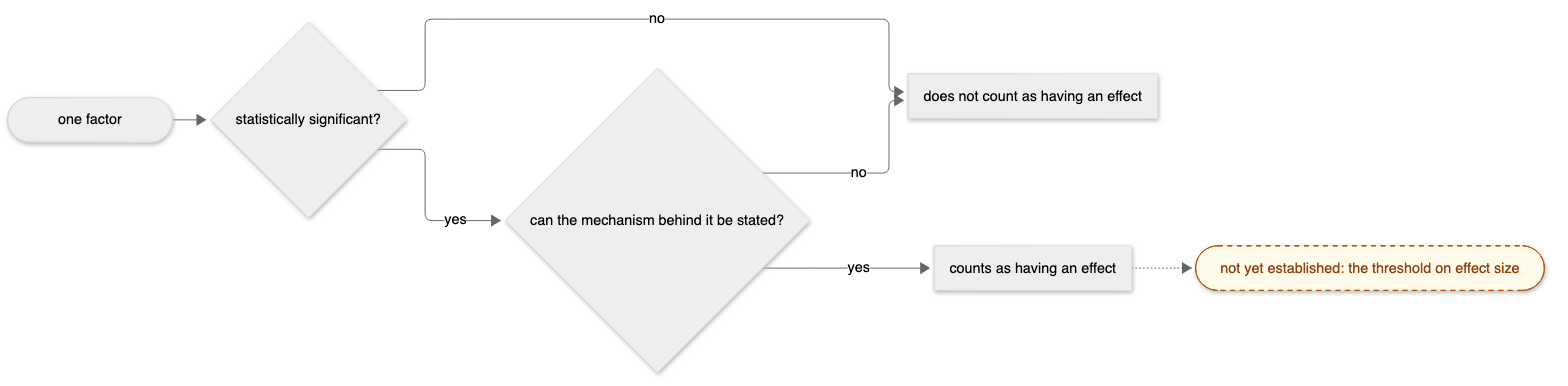 no
one factor
statistically significant?
does not count as having an effect
no
yes
can the mechanism behind it be stated?
yes
counts as having an effect
not yet established: the threshold on effect size